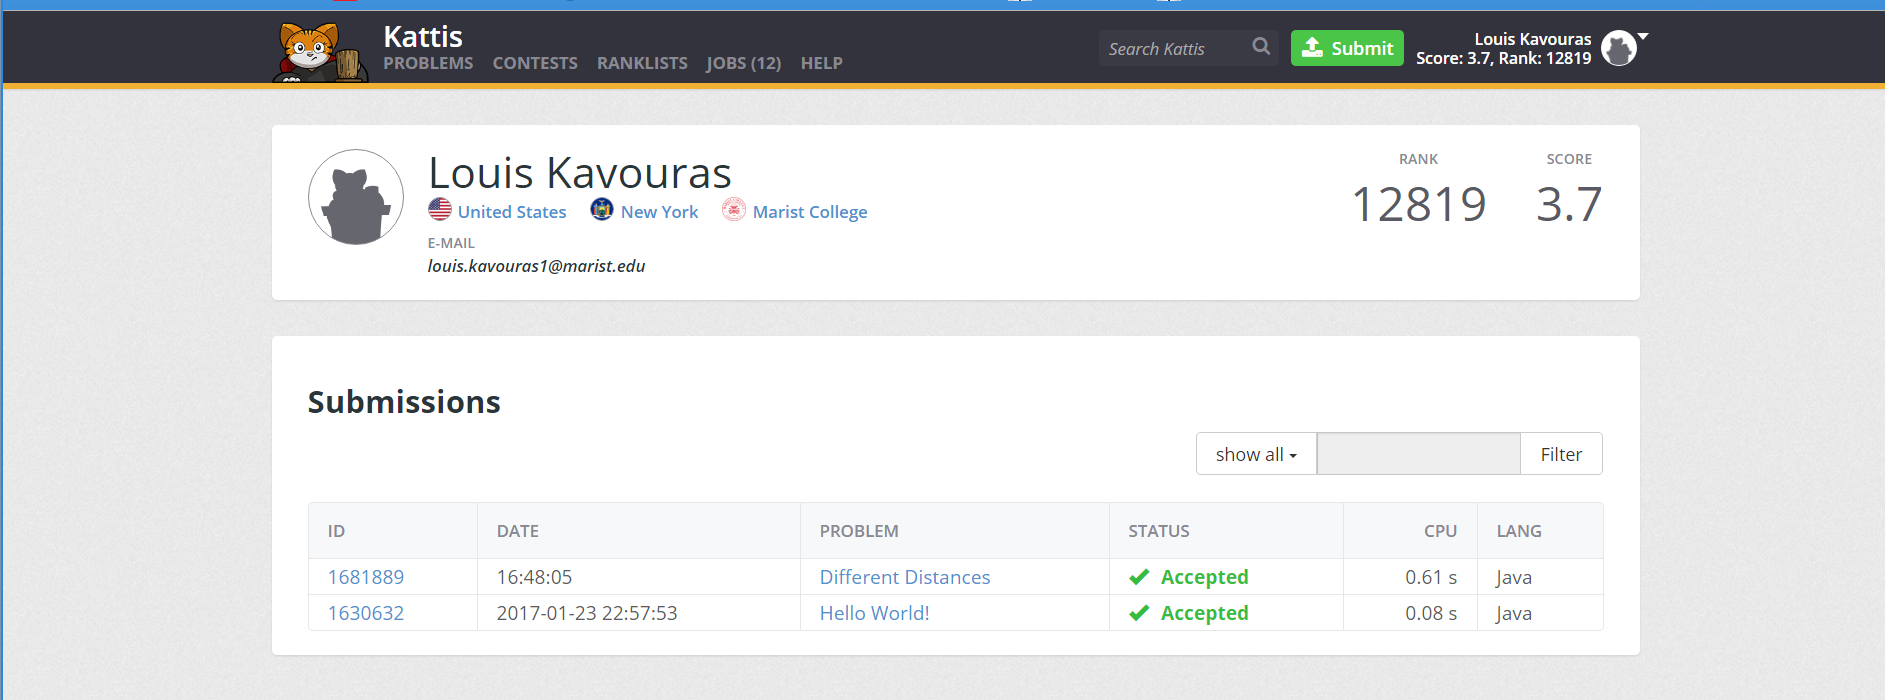 Kattis
PROBLEMS CONTESTS RANKLISTS JOBS (12) HELP
Search Kattis
Submit
Louis Kavouras
Score: 3.7, Rank: 12819
Louis Kavouras
United States New York Marist College
E-MAIL
louis.kavouras1@marist.edu
RANK SCORE
12819 3.7
Submissions
show all Filter
ID DATE PROBLEM STATUS CPU LANG
1681889 16:48:05 Different Distances Accepted 0.61 s Java
1630632 2017-01-23 22:57:53 Hello World! Accepted 0.08 s Java